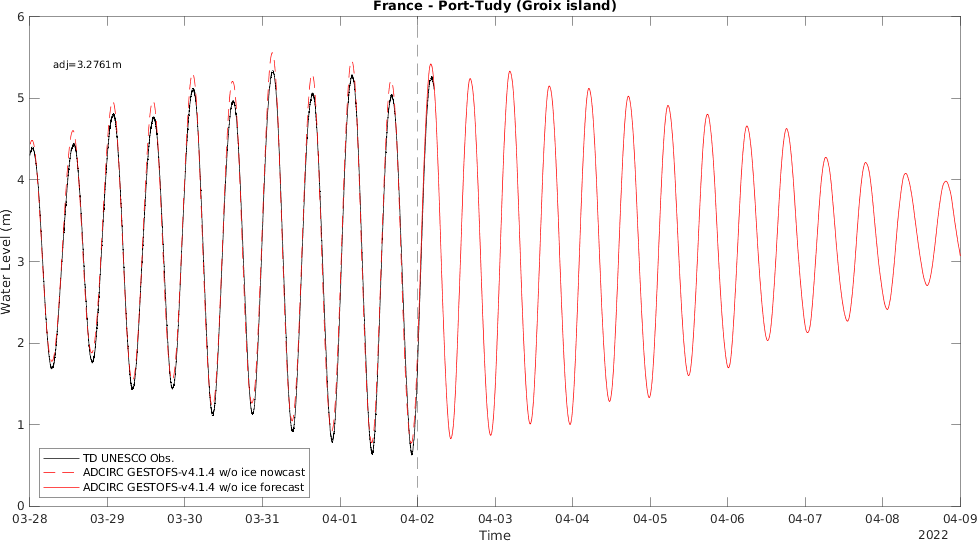 France - Port-Tudy (Groix island)
6
adj=3.2761m
5
4
3
2
1
0
Water Level (m)
TD UNESCO Obs.
ADCIRC GESTOFS-v4.1.4 w/o ice nowcast
ADCIRC GESTOFS-v4.1.4 w/o ice forecast
03-28 03-29 03-30 03-31 04-01 04-02 04-03 04-04 04-05 04-06 04-07 04-08 04-09
Time
2022